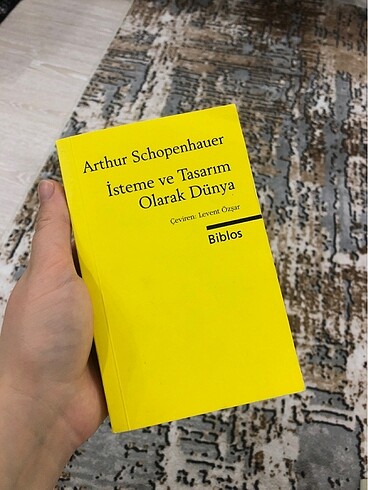 Arthur Schopenhauer
İsteme ve Tasarım
Olarak Dünya
Çeviren: Levent Özşar
Biblos